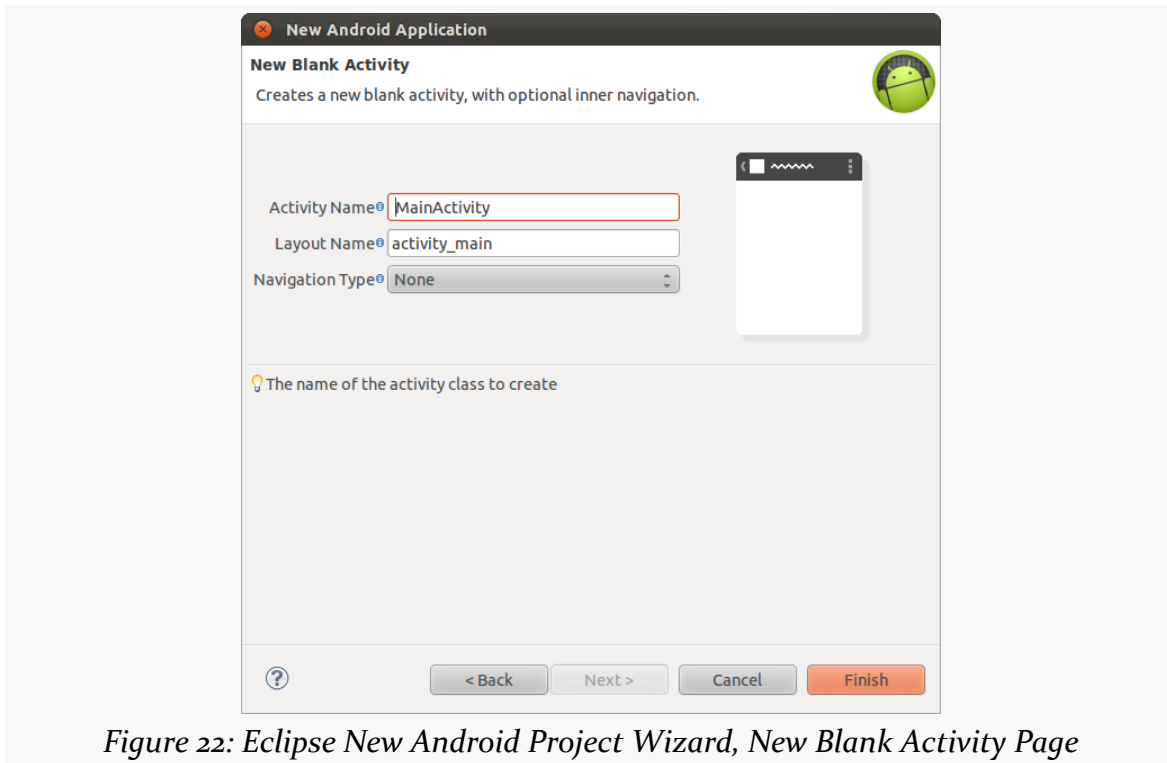 New Android Application
New Blank Activity
Creates a new blank activity, with optional inner navigation.
Activity Name MainActivity
Layout Name activity_main
Navigation Type None
The name of the activity class to create
< Back Next > Cancel Finish
Figure 22: Eclipse New Android Project Wizard, New Blank Activity Page